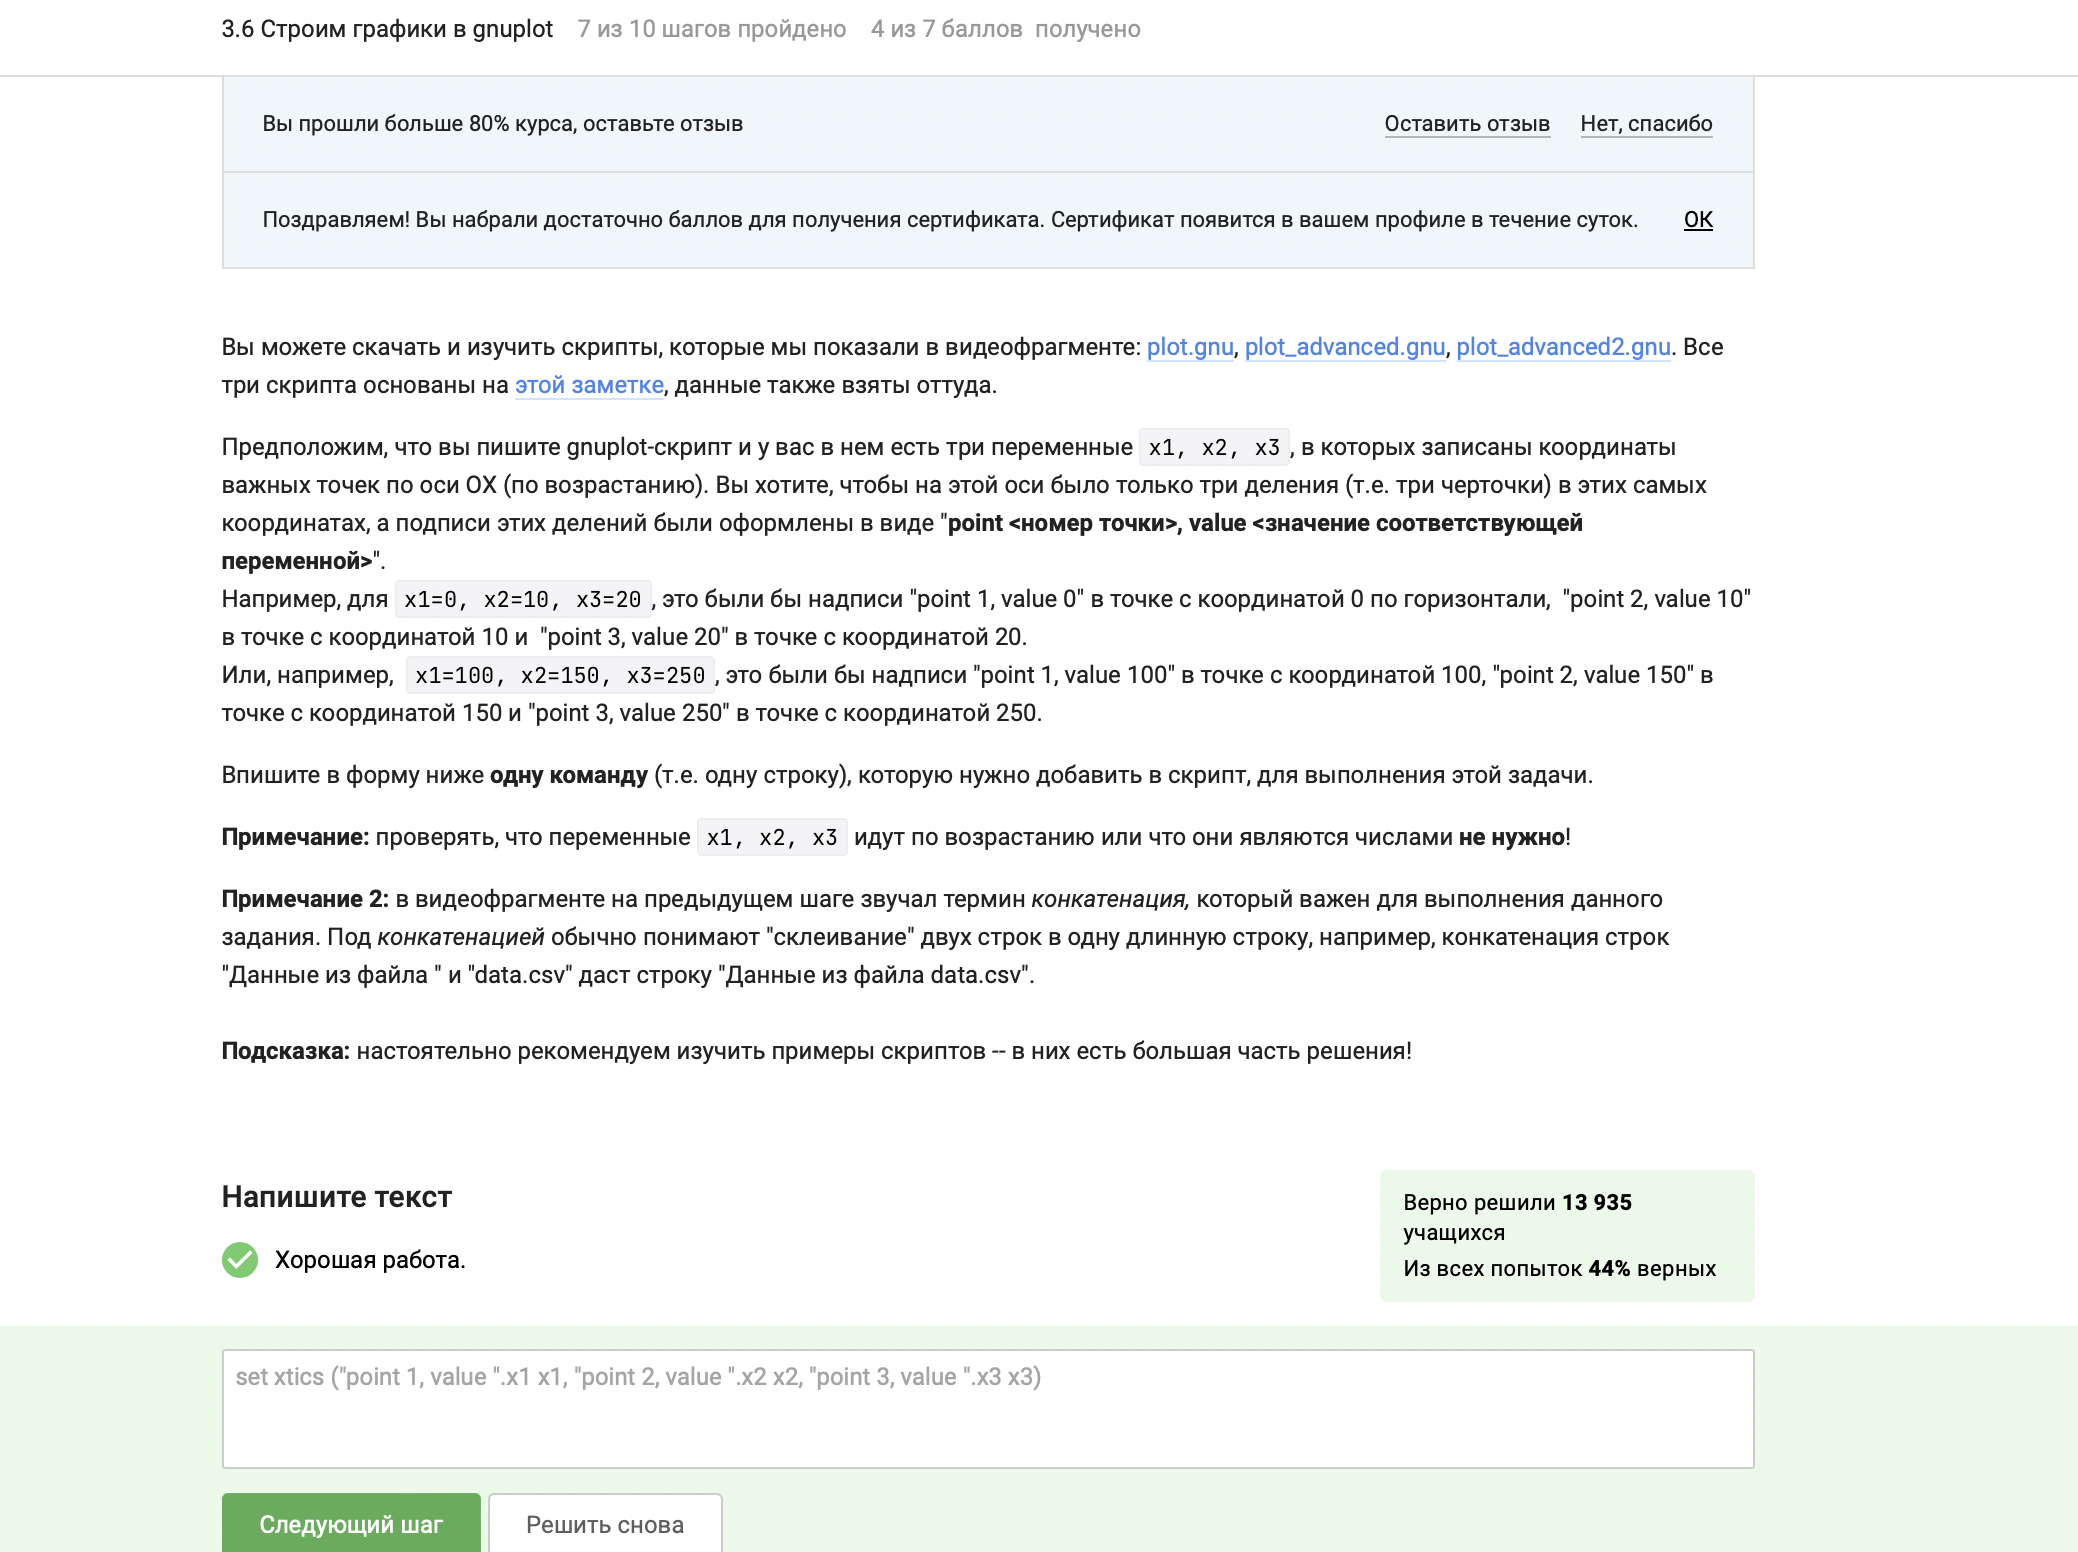 3.6 Строим графики в gnuplot 7 из 10 шагов пройдено 4 из 7 баллов получено
Вы прошли больше 80% курса, оставьте отзыв Оставить отзыв Нет, спасибо
Поздравляем! Вы набрали достаточно баллов для получения сертификата. Сертификат появится в вашем профиле в течение суток. ОК
Вы можете скачать и изучить скрипты, которые мы показали в видеофрагменте: plot.gnu, plot_advanced.gnu, plot_advanced2.gnu. Все
три скрипта основаны на этой заметке, данные также взяты оттуда.
Предположим, что вы пишите gnuplot-скрипт и у вас в нем есть три переменные x1, x2, x3, в которых записаны координаты
важных точек по оси OX (по возрастанию). Вы хотите, чтобы на этой оси было только три деления (т.е. три черточки) в этих самых
координатах, а подписи этих делений были оформлены в виде "point <номер точки>, value <значение соответствующей
переменной>".
Например, для x1=0, x2=10, x3=20, это были бы надписи "point 1, value 0" в точке с координатой 0 по горизонтали, "point 2, value 10"
в точке с координатой 10 и "point 3, value 20" в точке с координатой 20.
Или, например, x1=100, x2=150, x3=250, это были бы надписи "point 1, value 100" в точке с координатой 100, "point 2, value 150" в
точке с координатой 150 и "point 3, value 250" в точке с координатой 250.
Впишите в форму ниже одну команду (т.е. одну строку), которую нужно добавить в скрипт, для выполнения этой задачи.
Примечание: проверять, что переменные x1, x2, x3 идут по возрастанию или что они являются числами не нужно!
Примечание 2: в видеофрагменте на предыдущем шаге звучал термин конкатенация, который важен для выполнения данного
задания. Под конкатенацией обычно понимают "склеивание" двух строк в одну длинную строку, например, конкатенация строк
"Данные из файла " и "data.csv" даст строку "Данные из файла data.csv".
Подсказка: настоятельно рекомендуем изучить примеры скриптов -- в них есть большая часть решения!
Напишите текст
Хорошая работа.
Верно решили 13 935
учащихся
Из всех попыток 44% верных
set xtics ("point 1, value ".x1 x1, "point 2, value ".x2 x2, "point 3, value ".x3 x3)
Следующий шаг Решить снова